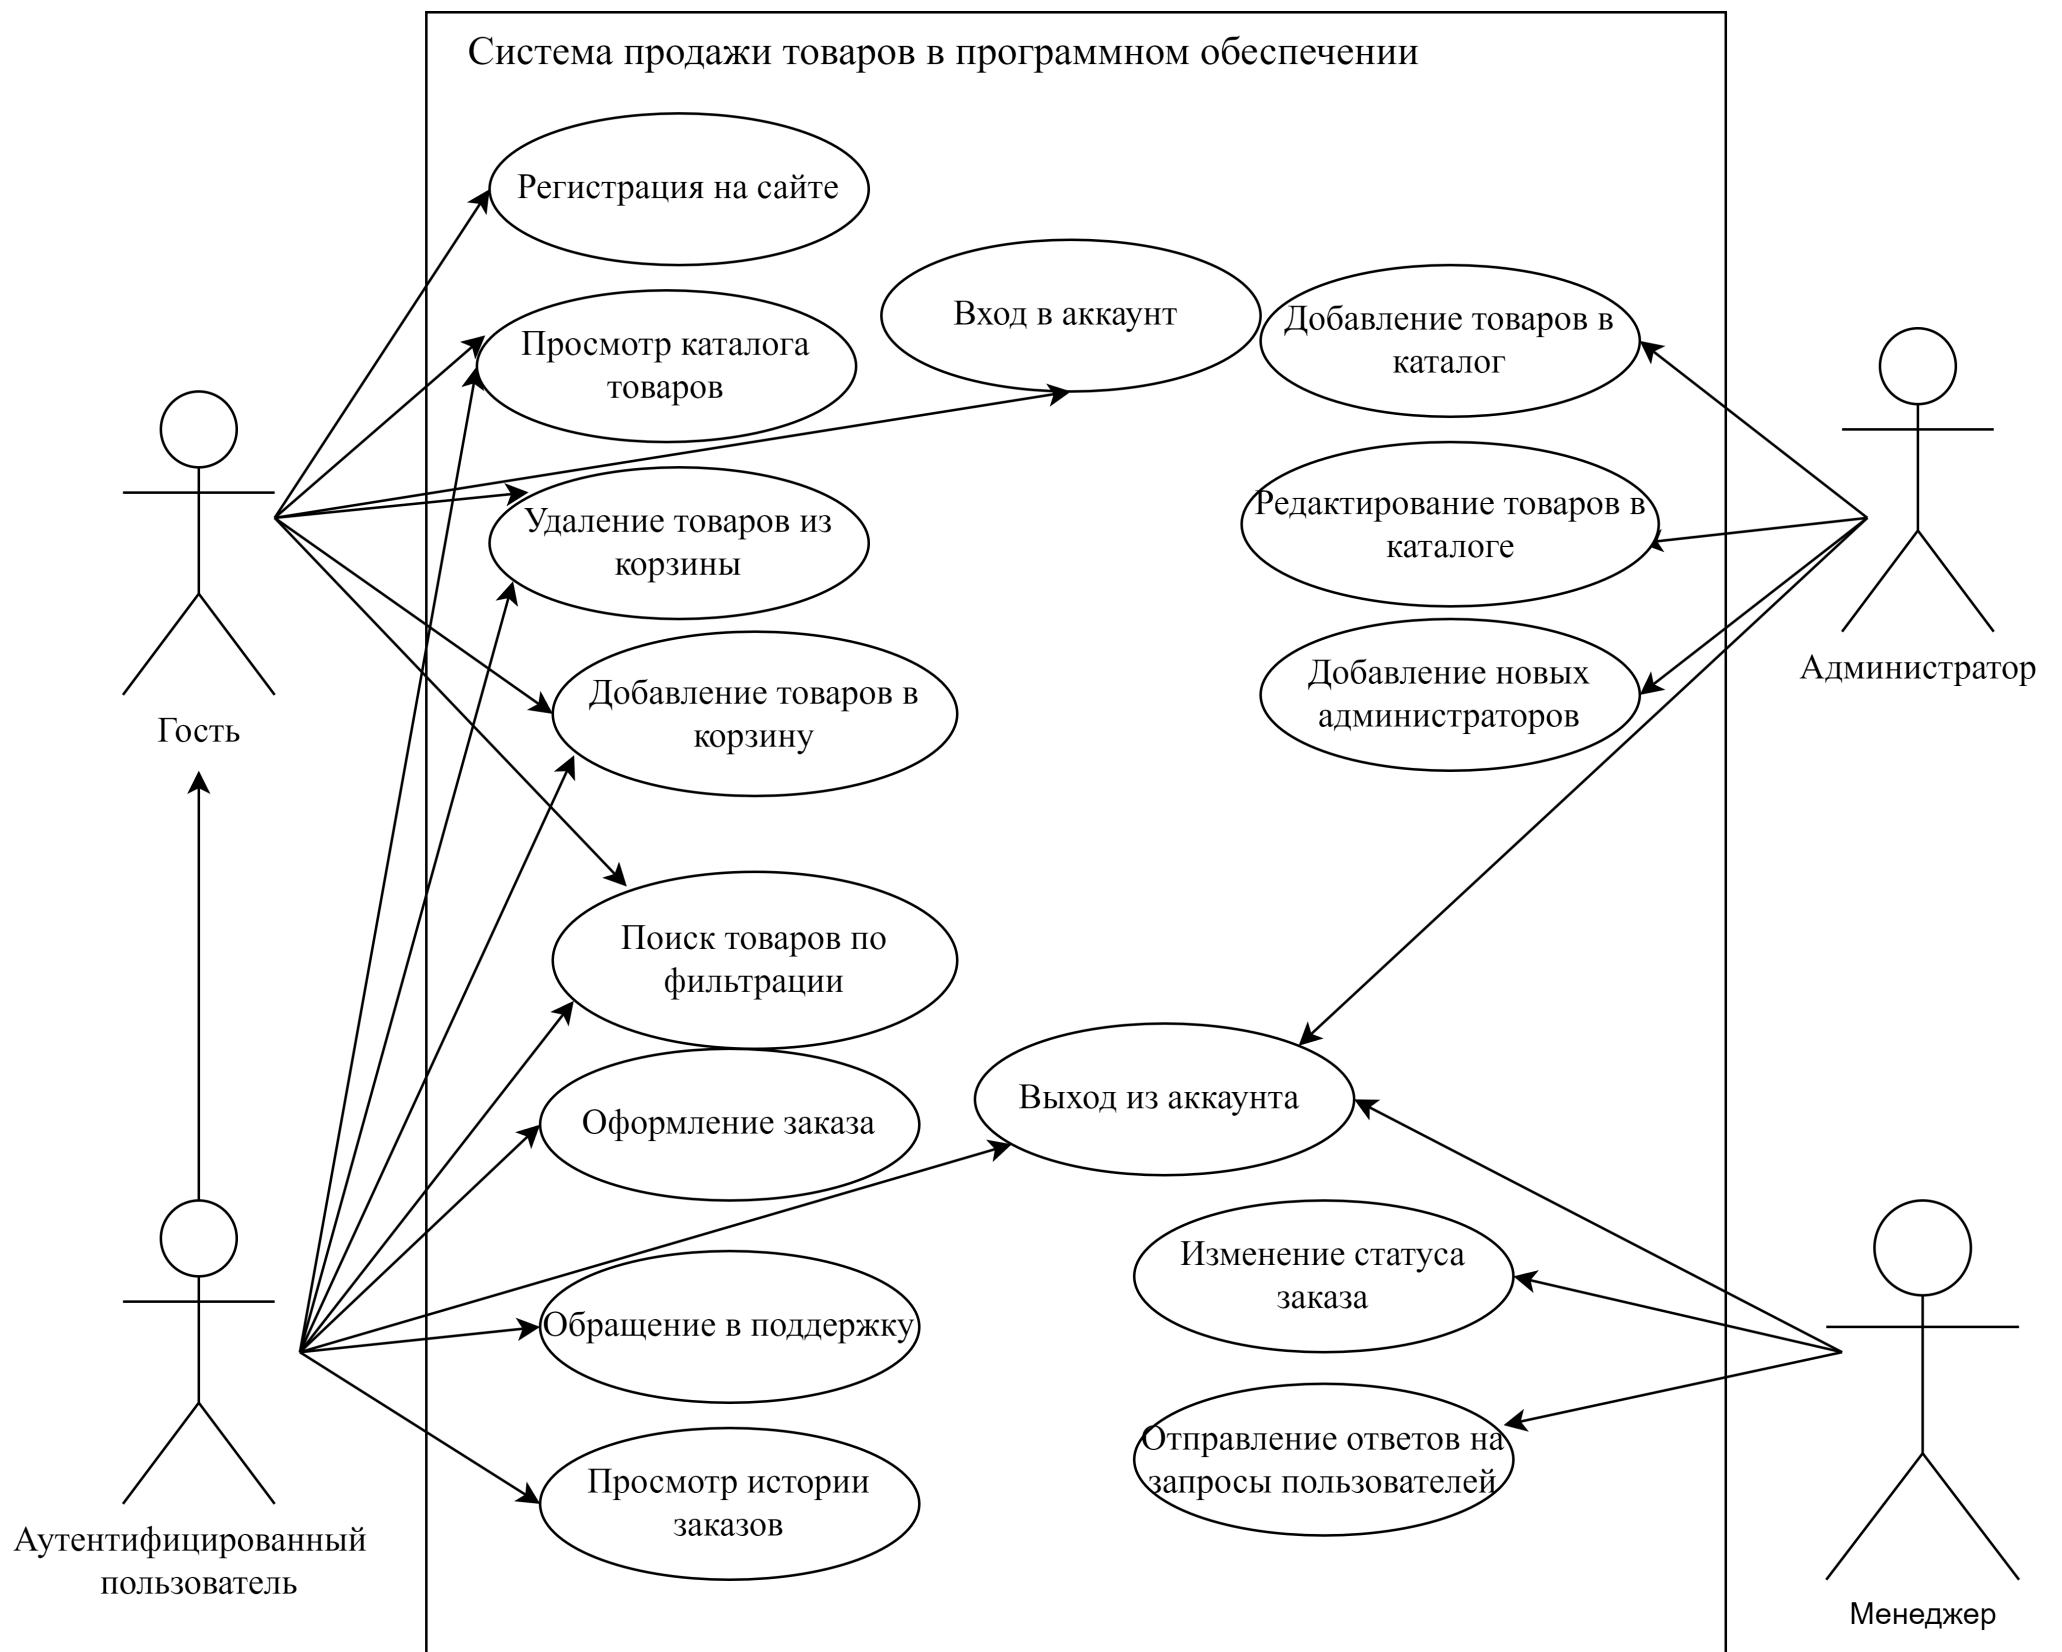 Система продажи товаров в программном обеспечении
Регистрация на сайте
Вход в аккаунт
Добавление товаров в
каталог
Просмотр каталога
товаров
Редактирование товаров в
каталоге
Удаление товаров из
корзины
Добавление новых
администраторов
Администратор
Добавление товаров в
корзину
Гость
Поиск товаров по
фильтрации
Выход из аккаунта
Оформление заказа
Изменение статуса
заказа
Обращение в поддержку
Отправление ответов на
запросы пользователей
Просмотр истории
заказов
Аутентифицированный
пользователь
Менеджер